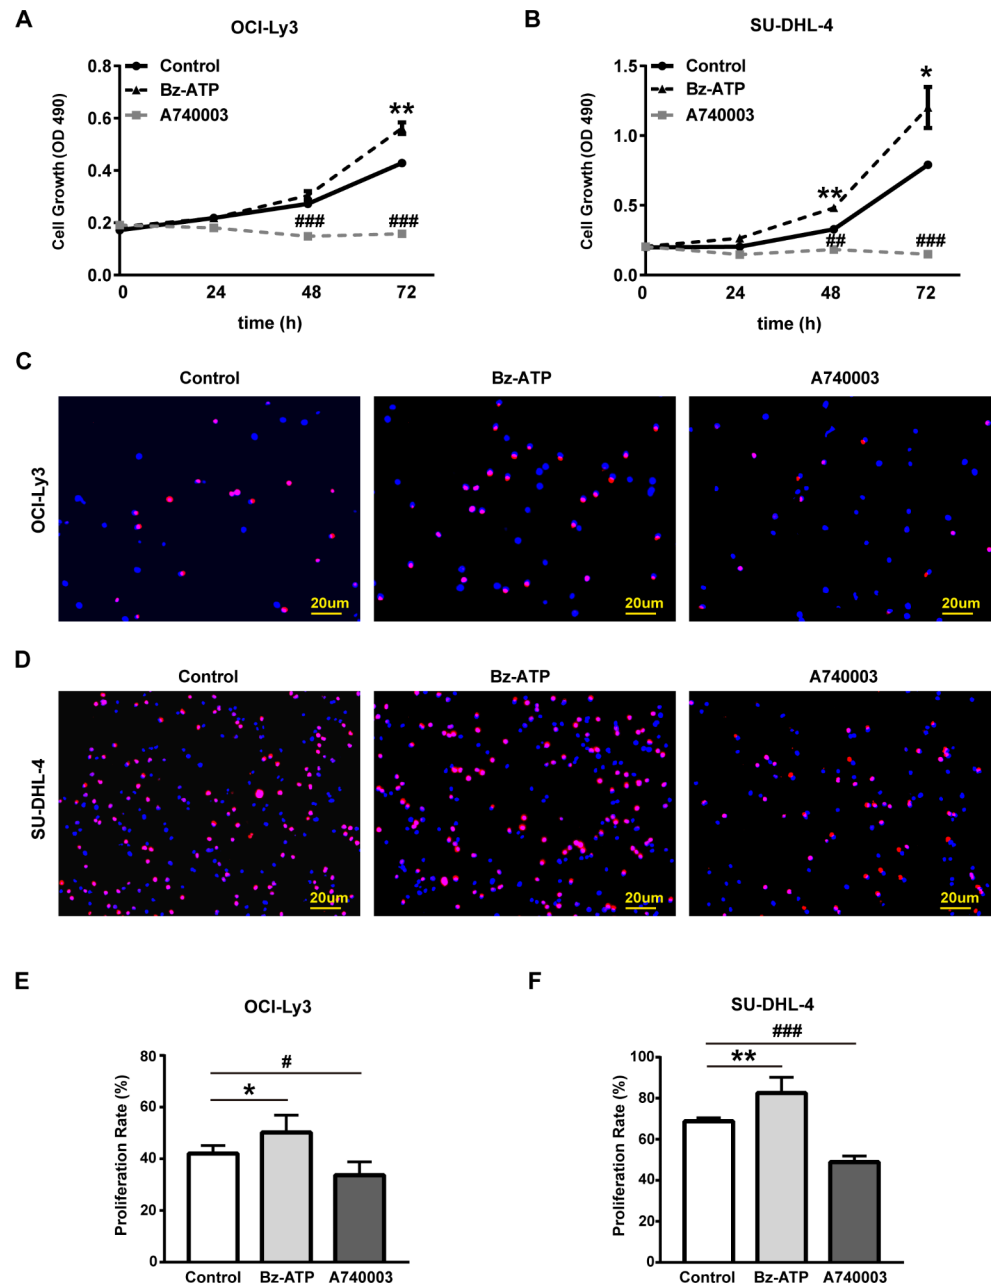 A
OCI-Ly3
Control
Bz-ATP
A740003
Cell Growth (OD 490)
0.8
0.6
0.4
0.2
0.0
**
###
###
0
24
48
72
time (h)
B
SU-DHL-4
Control
Bz-ATP
A740003
Cell Growth (OD 490)
1.5
1.0
0.5
0.0
*
**
##
###
0
24
48
72
time (h)
C
Control
Bz-ATP
A740003
OCI-Ly3
20um
20um
20um
D
Control
Bz-ATP
A740003
SU-DHL-4
20um
20um
20um
E
OCI-Ly3
Proliferation Rate (%)
80
60
40
20
0
#
*
Control
Bz-ATP
A740003
F
SU-DHL-4
Proliferation Rate (%)
100
80
60
40
20
0
###
**
Control
Bz-ATP
A740003